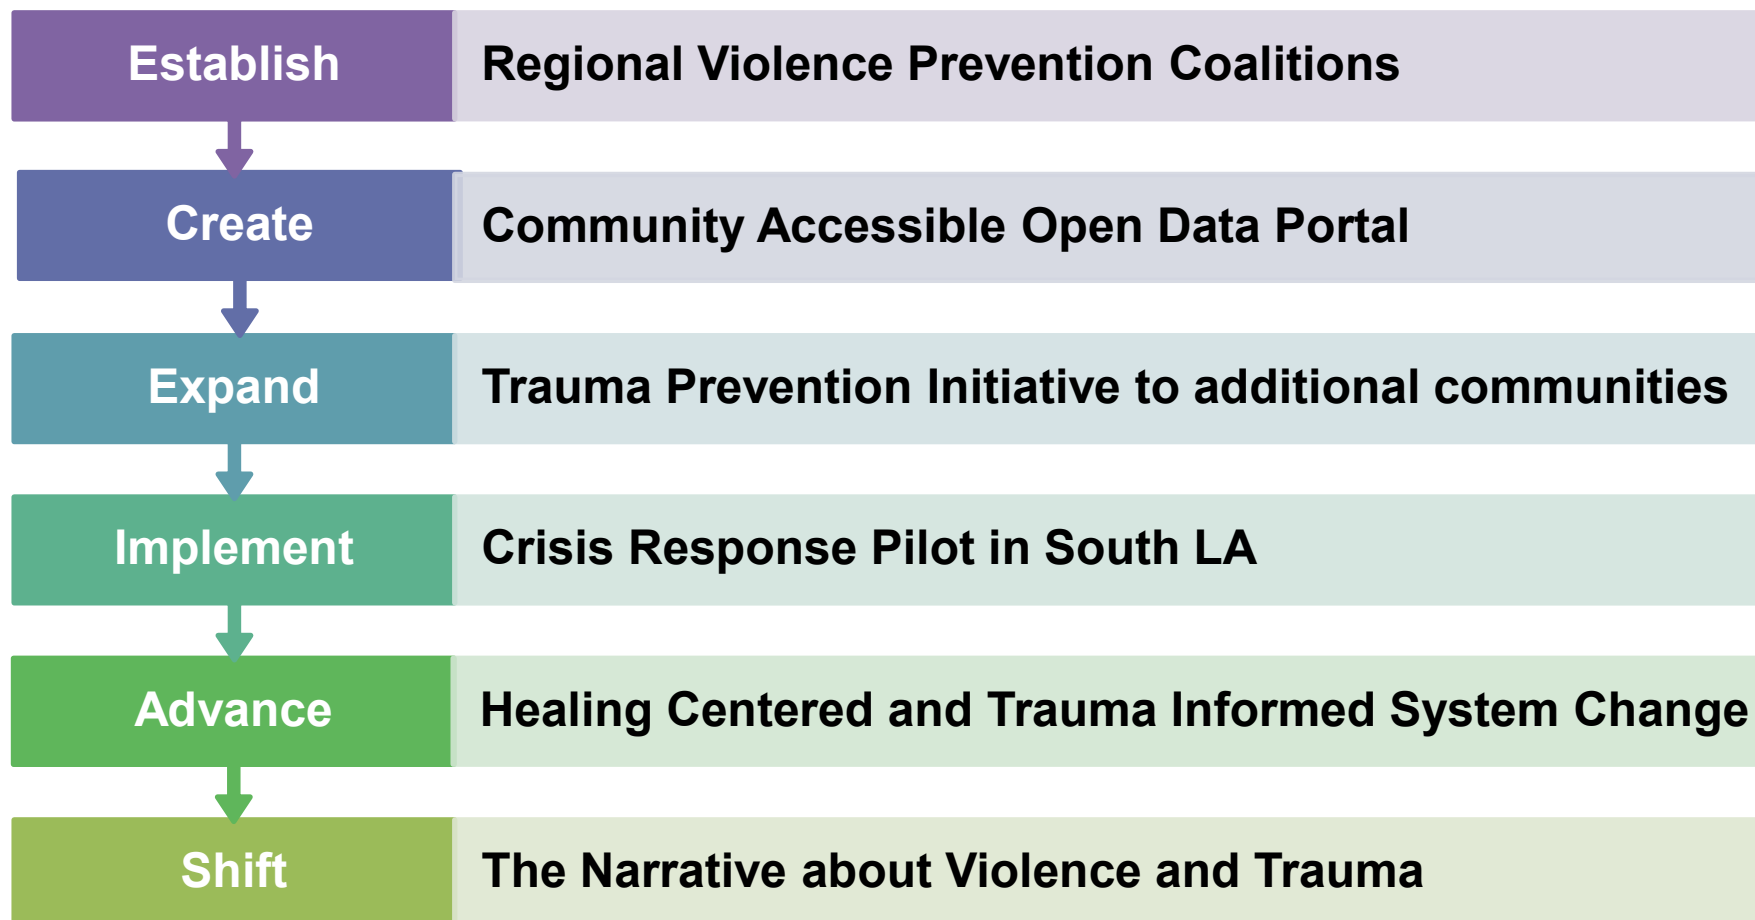 Establish
Regional Violence Prevention Coalitions
Create
Community Accessible Open Data Portal
Expand
Trauma Prevention Initiative to additional communities
Implement
Crisis Response Pilot in South LA
Advance
Healing Centered and Trauma Informed System Change
Shift
The Narrative about Violence and Trauma